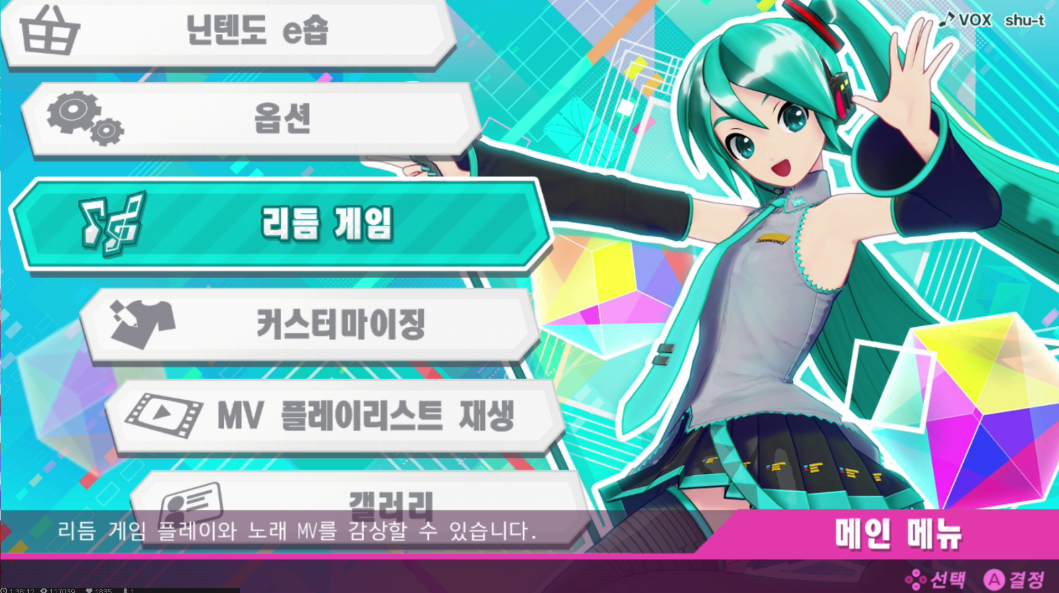 닌텐도 e숍
♪VOX shu-t
옵션
리듬 게임
커스터마이징
MV 플레이리스트 재생
갤러리
리듬 게임 플레이와 노래 MV를 감상할 수 있습니다.
메인 메뉴
선택 A 결정